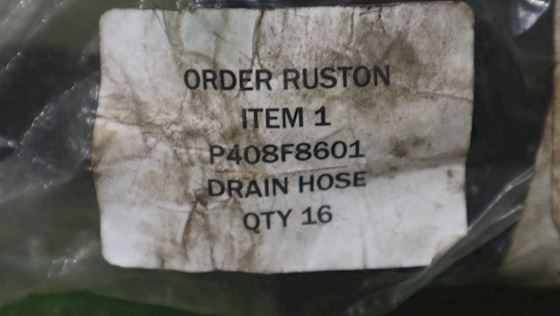 ORDER RUSTON
ITEM 1
P408F8601
DRAIN HOSE
QTY 16